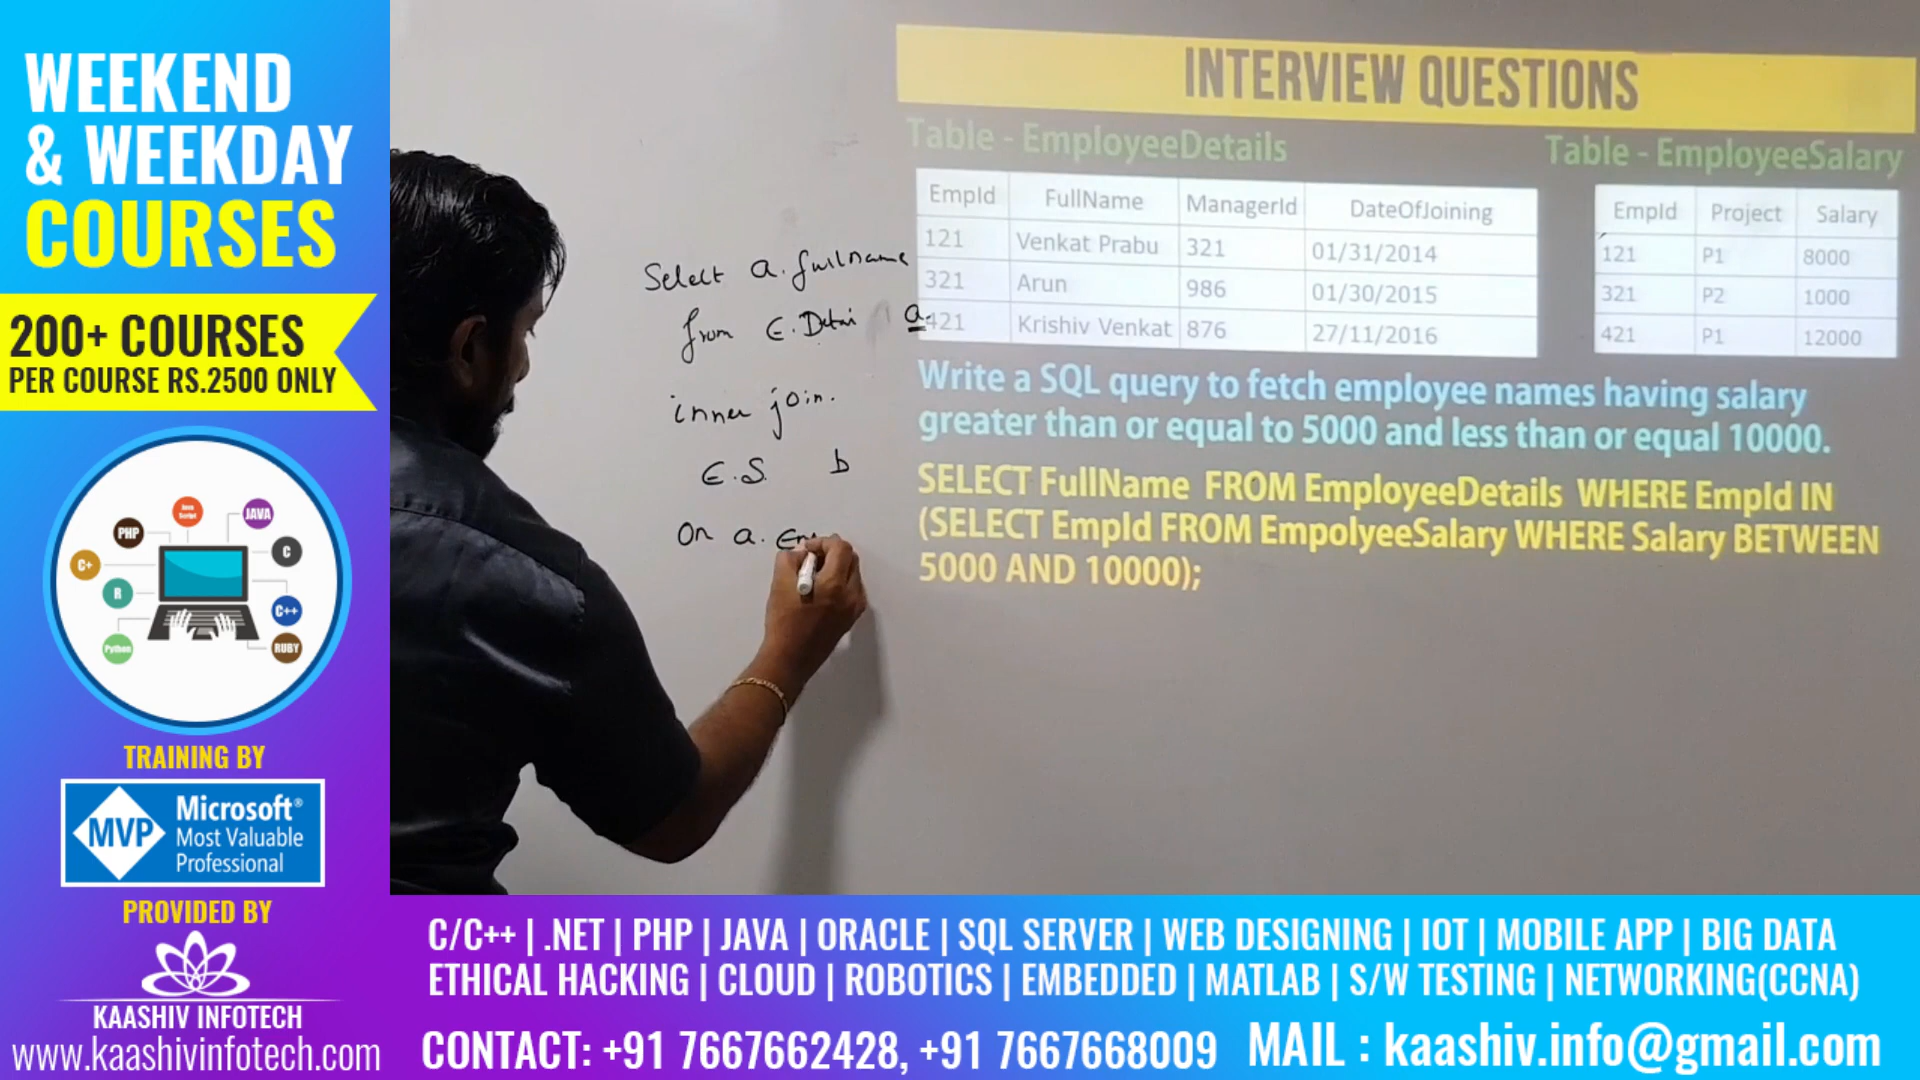 WEEKEND
& WEEKDAY
COURSES
200+ COURSES
PER COURSE RS.2500 ONLY
Java
Script
JAVA
PHP
C
C+
R
C++
Python
RUBY
TRAINING BY
MVP
Microsoft®
Most Valuable
Professional
PROVIDED BY
KAASHIV INFOTECH
www.kaashivinfotech.com
Select a.fullname
from E.Detai a.
inner join.
E.S. b
on a.
INTERVIEW QUESTIONS
Table - EmployeeDetails
EmpId FullName ManagerId DateOfJoining
121 Venkat Prabu 321 01/31/2014
321 Arun 986 01/30/2015
421 Krishiv Venkat 876 27/11/2016
Table - EmployeeSalary
EmpId Project Salary
121 P1 8000
321 P2 1000
421 P1 12000
Write a SQL query to fetch employee names having salary
greater than or equal to 5000 and less than or equal 10000.
SELECT FullName FROM EmployeeDetails WHERE EmpId IN
(SELECT EmpId FROM EmpolyeeSalary WHERE Salary BETWEEN
5000 AND 10000);
C/C++ | .NET | PHP | JAVA | ORACLE | SQL SERVER | WEB DESIGNING | IOT | MOBILE APP | BIG DATA
ETHICAL HACKING | CLOUD | ROBOTICS | EMBEDDED | MATLAB | S/W TESTING | NETWORKING(CCNA)
CONTACT: +91 7667662428, +91 7667668009 MAIL : kaashiv.info@gmail.com